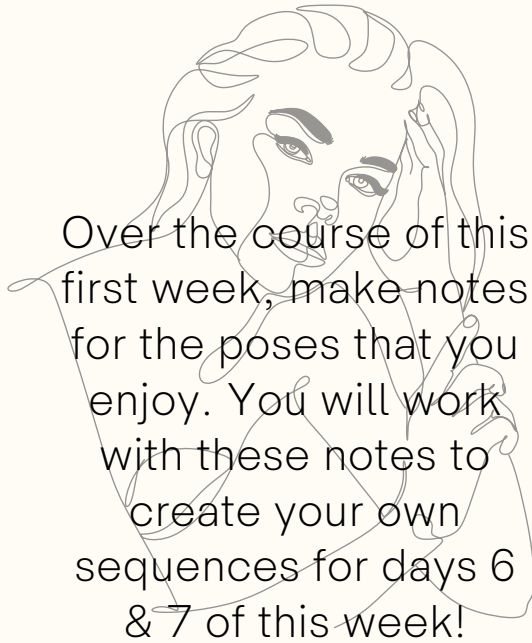 Over the course of this
first week, make notes
for the poses that you
enjoy. You will work
with these notes to
create your own
sequences for days 6
& 7 of this week!